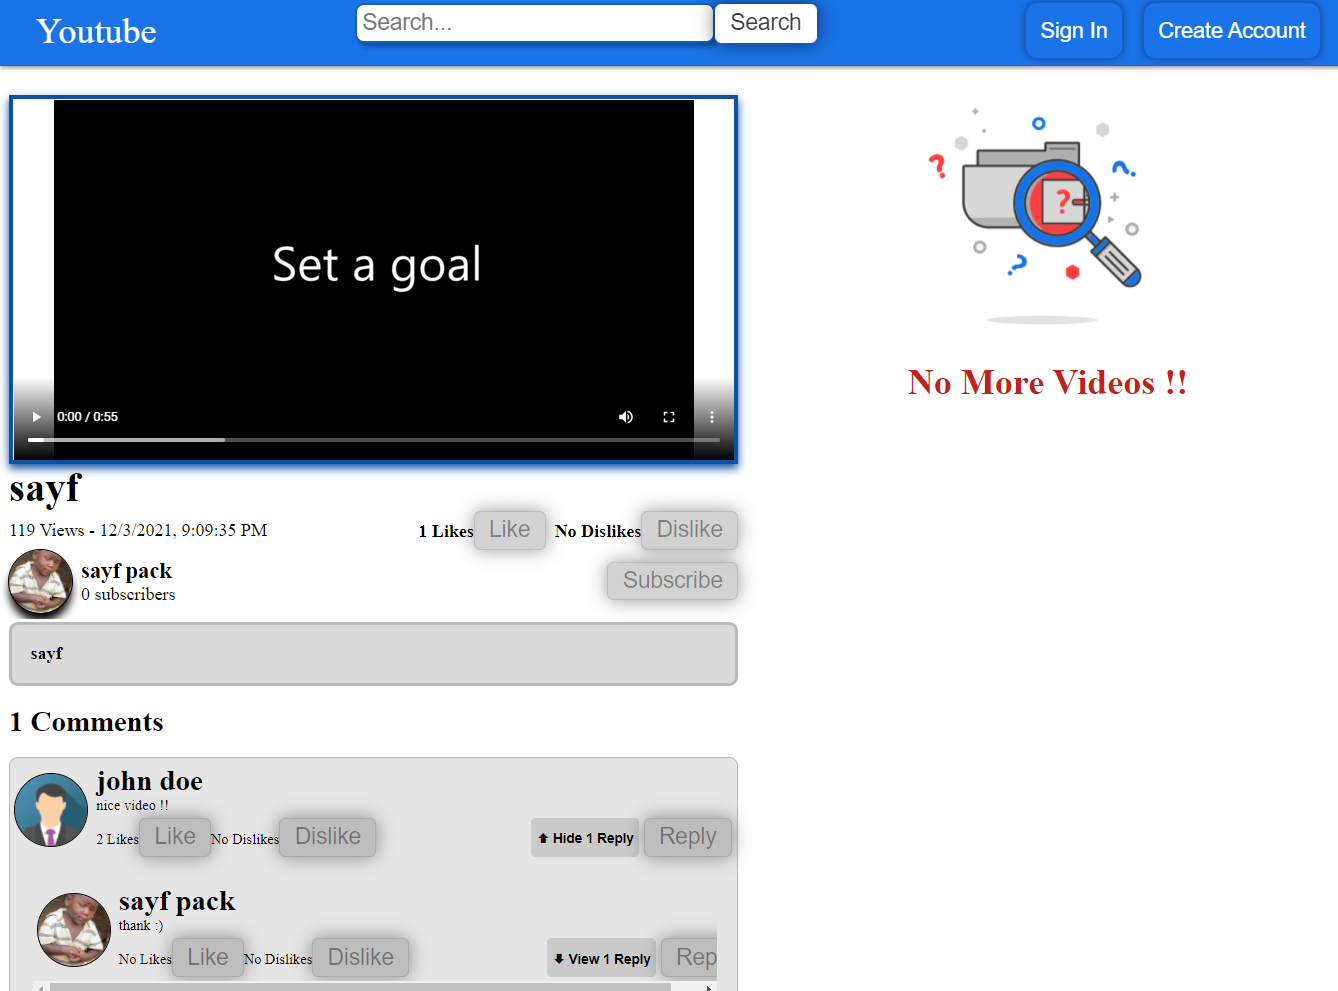 Youtube
Search...
Search
Sign In
Create Account
Set a goal
0:00 / 0:55
? ? ? ? ?
No More Videos !!
sayf
119 Views - 12/3/2021, 9:09:35 PM
1 Likes Like No Dislikes Dislike
sayf pack
0 subscribers
Subscribe
sayf
1 Comments
john doe
nice video !!
2 Likes Like No Dislikes Dislike
Hide 1 Reply Reply
sayf pack
thank :)
No Likes Like No Dislikes Dislike
View 1 Reply Rep